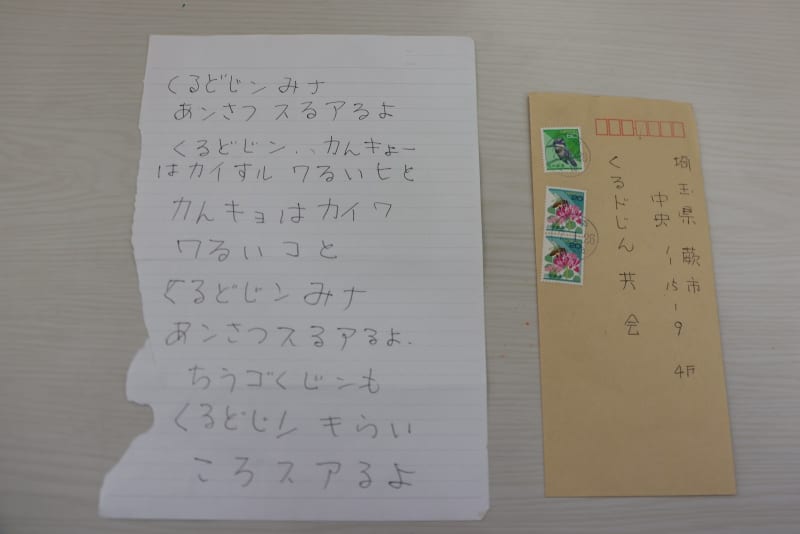 くるどじン みナ
あンさつ スるアるよ
くるどじン、、カんキょー
はカイすル ワるいヒと
カんキョはカイワ
ワるいコと
くるどじン みナ
あンさつスるアるよ.
ちうゴくじンも
くるどじン キらい
ころスアるよ
埼玉県 蕨市
中央 1-15-9 4F
くるドじん 共会